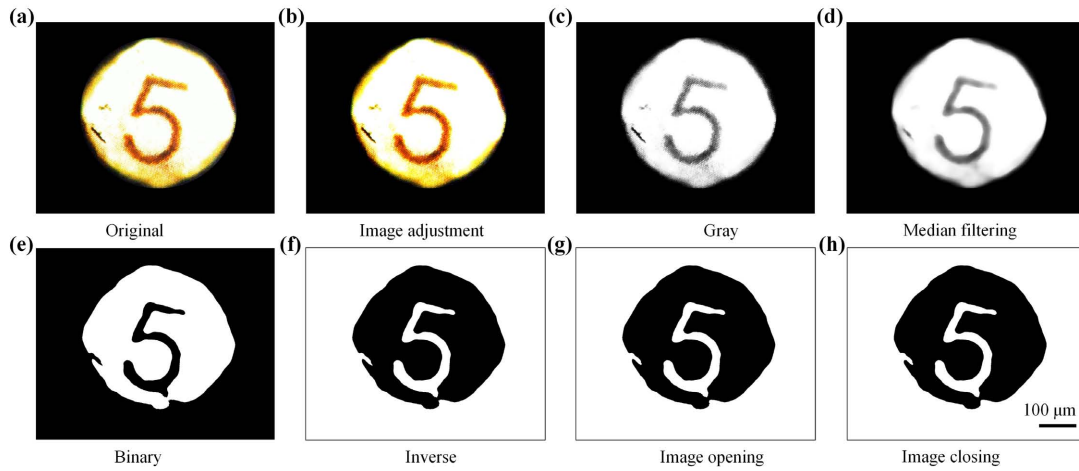 (a) (b) (c) (d)
5 5 5 5
Original Image adjustment Gray Median filtering
(e) (f) (g) (h)
5 5 5 5
100 μm
Binary Inverse Image opening Image closing